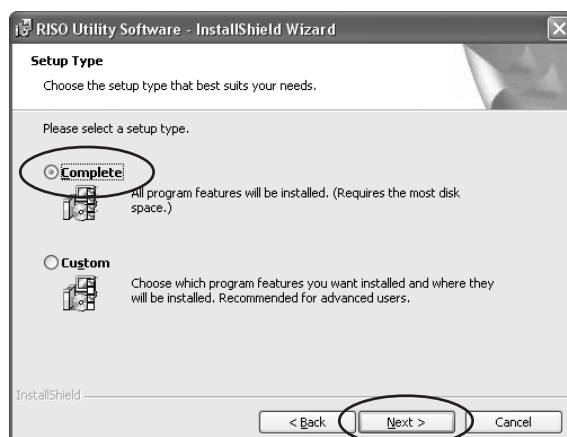 RISO Utility Software - InstallShield Wizard
Setup Type
Choose the setup type that best suits your needs.
Please select a setup type.
Complete
All program features will be installed. (Requires the most disk
space.)
Custom
Choose which program features you want installed and where they
will be installed. Recommended for advanced users.
InstallShield
< Back
Next >
Cancel